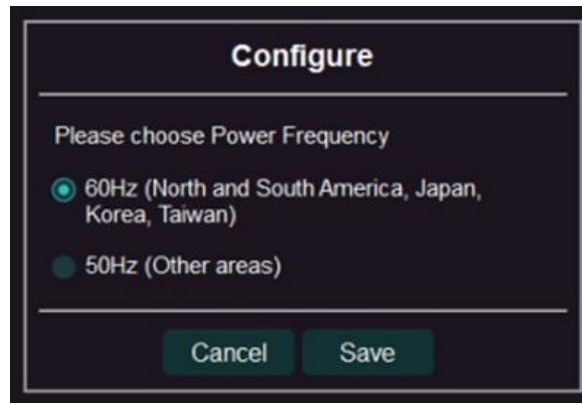 Configure
Please choose Power Frequency
60Hz (North and South America, Japan,
Korea, Taiwan)
50Hz (Other areas)
Cancel
Save